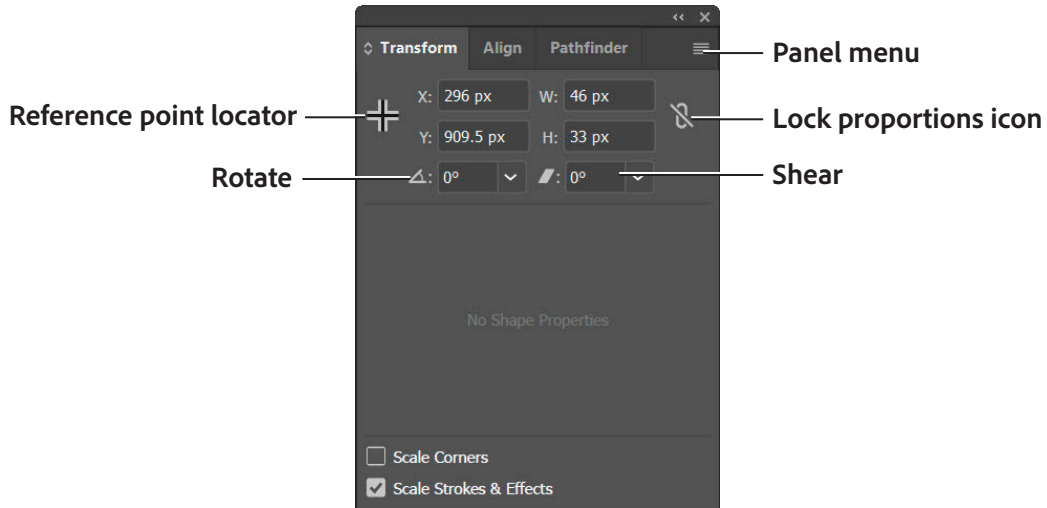 Transform Align Pathfinder
Panel menu
X: 296 px W: 46 px
Reference point locator
Lock proportions icon
Y: 909.5 px H: 33 px
Rotate
: 0° : 0°
Shear
No Shape Properties
Scale Corners
Scale Strokes & Effects